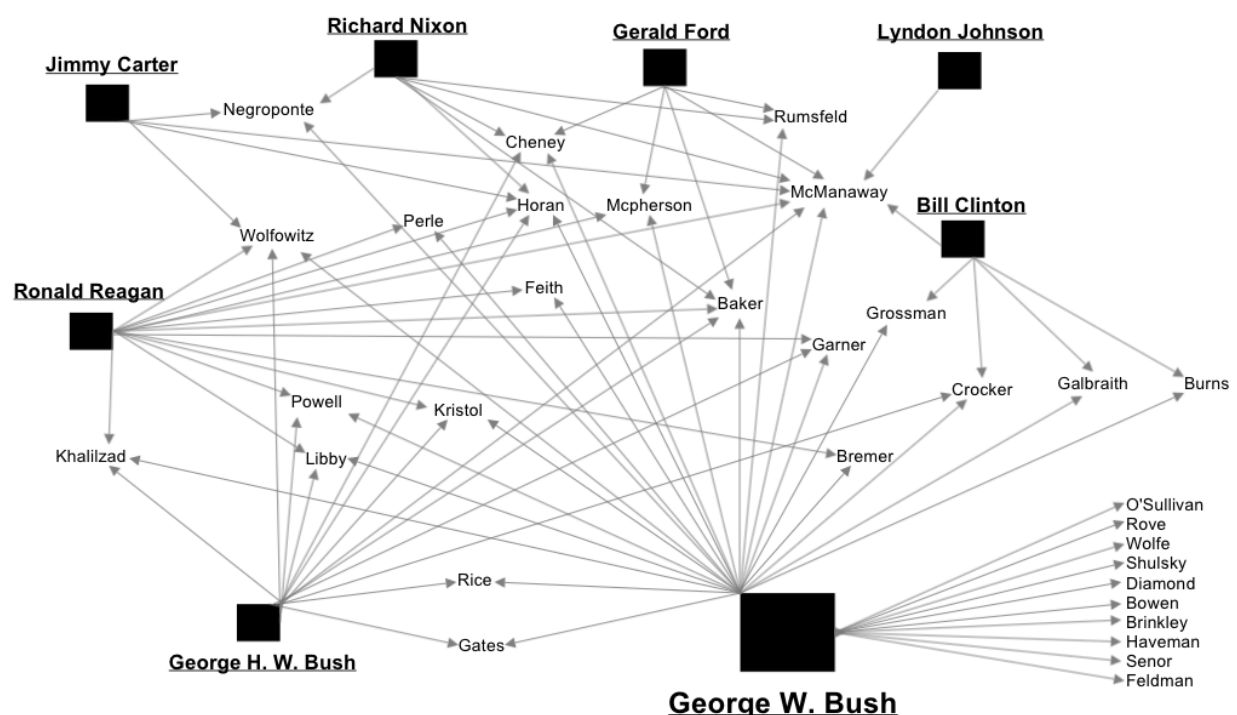 Richard Nixon
Gerald Ford
Lyndon Johnson
Jimmy Carter
Negroponte
Rumsfeld
Cheney
McManaway
Horan
Mcpherson
Bill Clinton
Perle
Wolfowitz
Ronald Reagan
Feith
Baker
Grossman
Garner
Crocker
Galbraith
Burns
Powell
Kristol
Khalilzad
Libby
Bremer
O'Sullivan
Rove
Wolfe
Shulsky
Diamond
Bowen
Brinkley
Haveman
Senor
Feldman
Rice
Gates
George H. W. Bush
George W. Bush